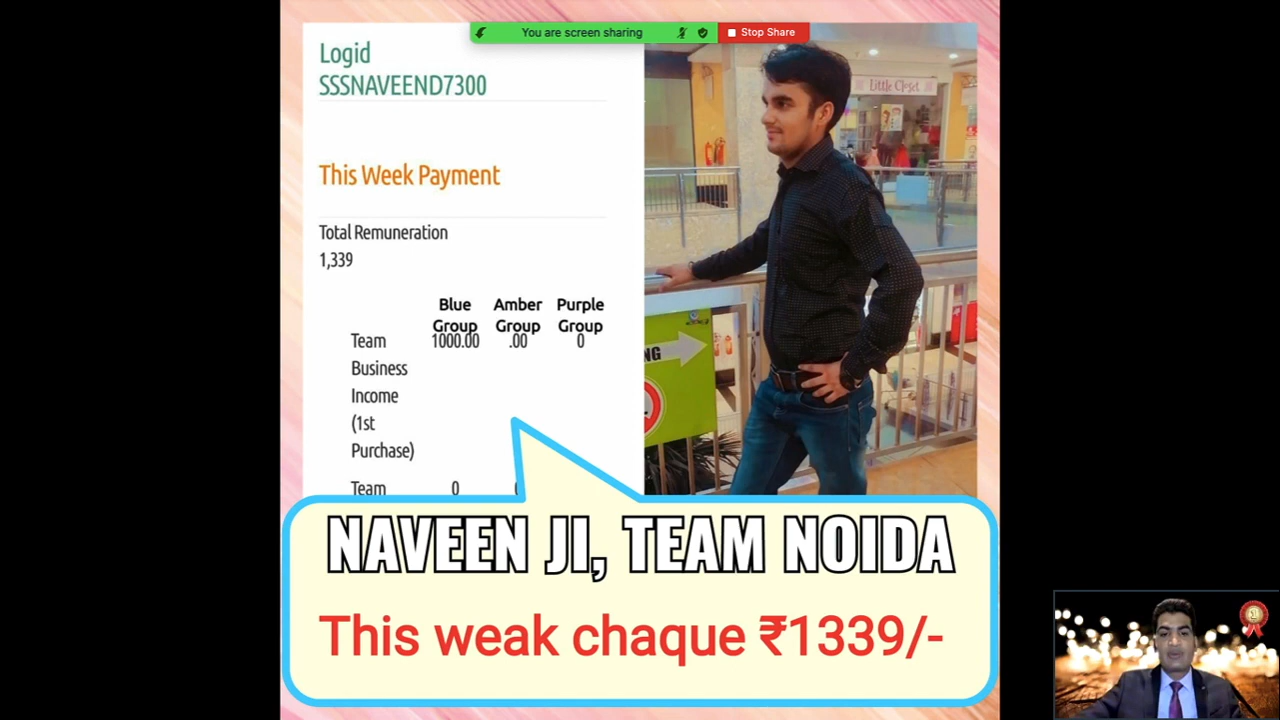 You are screen sharing
Stop Share
Logid
SSSNAVEEND7300
This Week Payment
Total Remuneration
1,339
Blue Amber Purple
Group Group Group
Team 1000.00 .00 0
Business
Income
(1st
Purchase)
Team 0
Little Closet
NG
NAVEEN JI, TEAM NOIDA
This weak chaque ₹1339/-